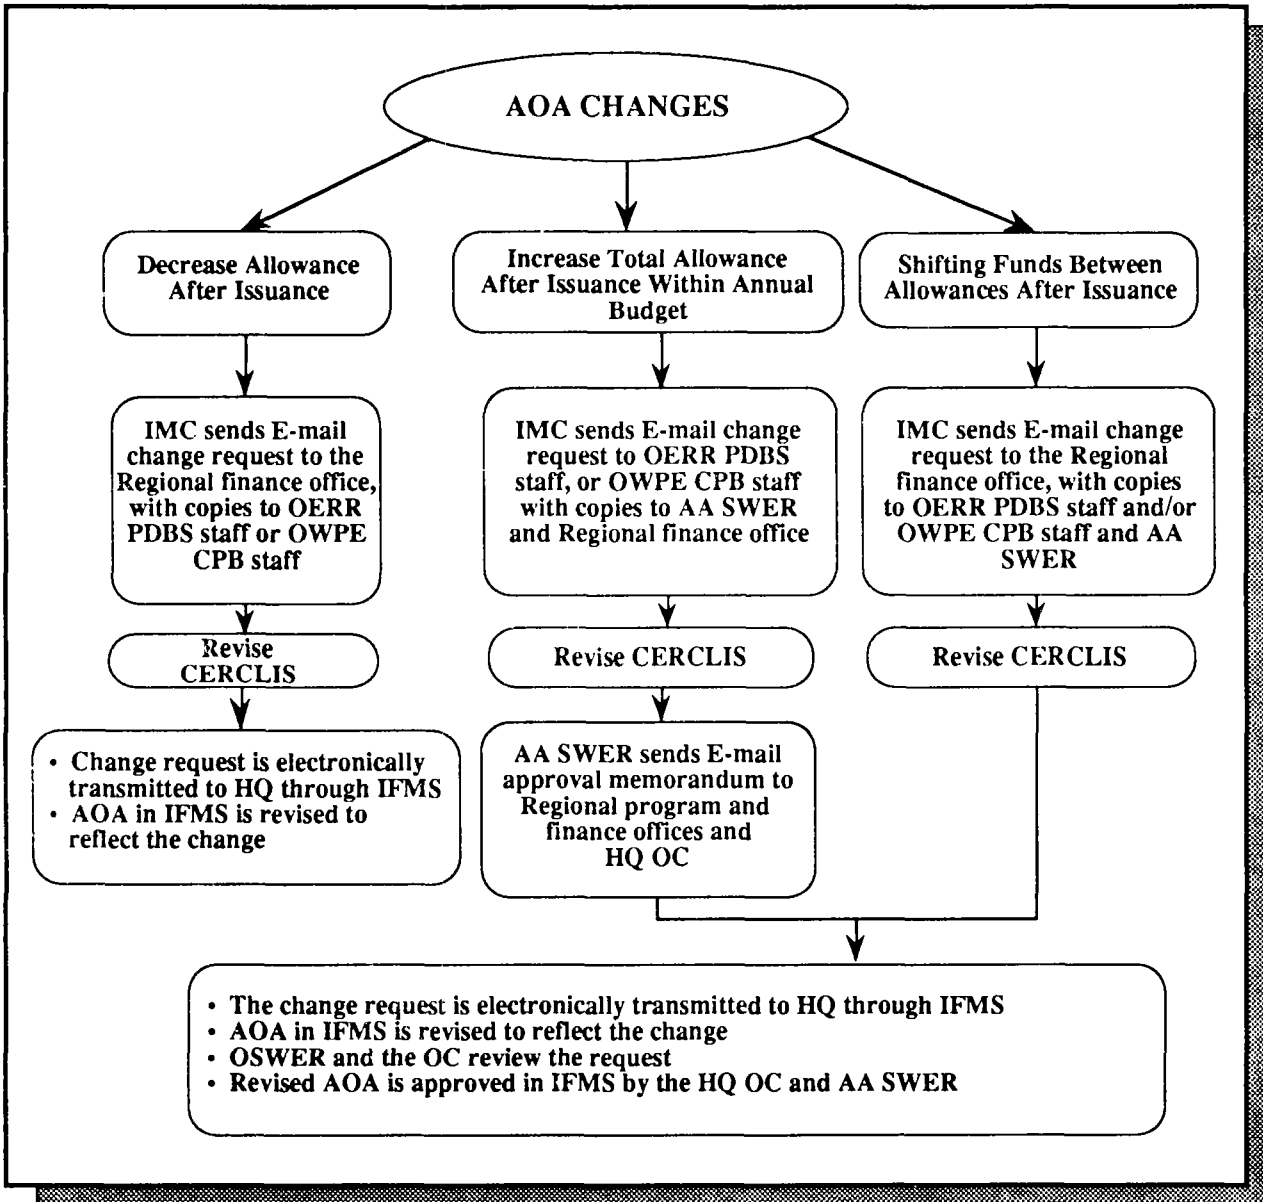 AOA CHANGES
Decrease Allowance
After Issuance
Increase Total Allowance
After Issuance Within Annual
Budget
Shifting Funds Between
Allowances After Issuance
IMC sends E-mail
change request to the
Regional finance office,
with copies to OERR
PDBS staff or OWPE
CPB staff
IMC sends E-mail change
request to OERR PDBS
staff, or OWPE CPB staff
with copies to AA SWER
and Regional finance office
IMC sends E-mail change
request to the Regional
finance office, with copies
to OERR PDBS staff and/or
OWPE CPB staff and AA
SWER
Revise
CERCLIS
Revise CERCLIS
Revise CERCLIS
• Change request is electronically
transmitted to HQ through IFMS
• AOA in IFMS is revised to
reflect the change
AA SWER sends E-mail
approval memorandum to
Regional program and
finance offices and
HQ OC
• The change request is electronically transmitted to HQ through IFMS
• AOA in IFMS is revised to reflect the change
• OSWER and the OC review the request
• Revised AOA is approved in IFMS by the HQ OC and AA SWER